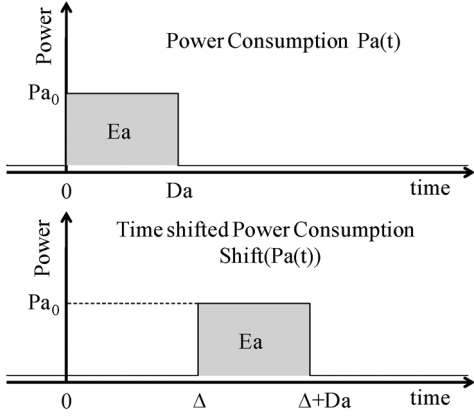 Power
Power Consumption Pa(t)
Pa0
Ea
0
Da
time
Power
Time shifted Power Consumption
Shift(Pa(t))
Pa0
Ea
0
Δ
Δ+Da
time